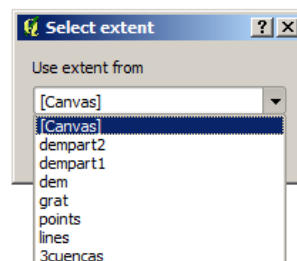 Select extent
Use extent from
[Canvas]
[Canvas]
dempart2
dempart1
dem
grat
points
lines
3cuencas